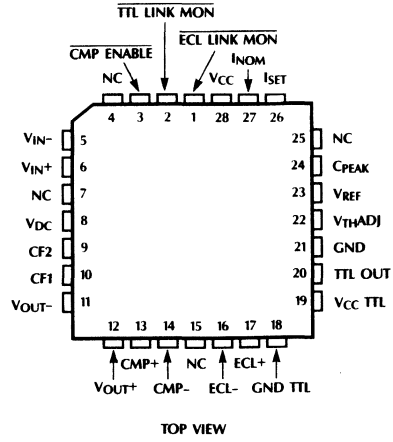 TTL LINK MON
ECL LINK MON
CMP ENABLE
INOM
NC
VCC
ISET
4 3 2 1 28 27 26
VIN– 5
VIN+ 6
NC 7
VDC 8
CF2 9
CF1 10
VOUT– 11
25 NC
24 CPEAK
23 VREF
22 VTHADJ
21 GND
20 TTL OUT
19 VCC TTL
12 13 14 15 16 17 18
CMP+ NC ECL+
VOUT+ CMP– ECL– GND TTL
TOP VIEW